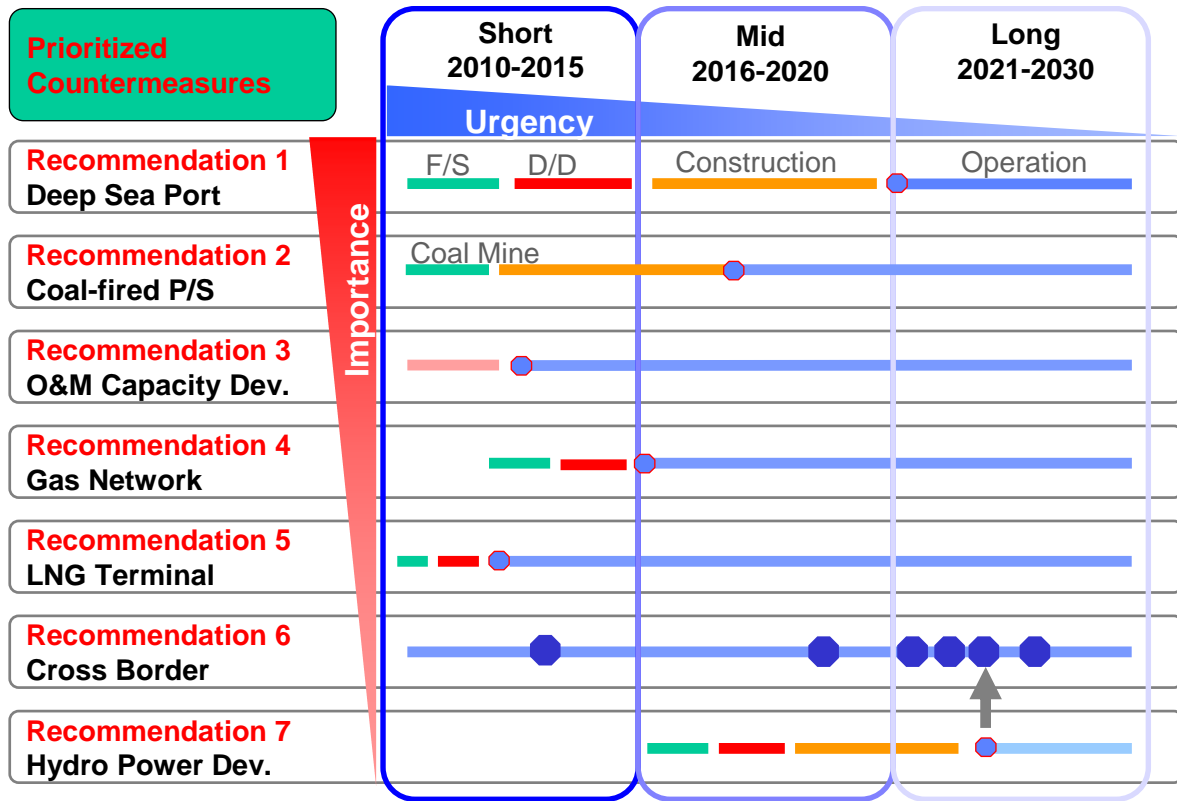 Prioritized
Countermeasures
Short
2010-2015
Mid
2016-2020
Long
2021-2030
Urgency
Importance
Recommendation 1
Deep Sea Port
F/S
D/D
Construction
Operation
Recommendation 2
Coal-fired P/S
Coal Mine
Recommendation 3
O&M Capacity Dev.
Recommendation 4
Gas Network
Recommendation 5
LNG Terminal
Recommendation 6
Cross Border
Recommendation 7
Hydro Power Dev.